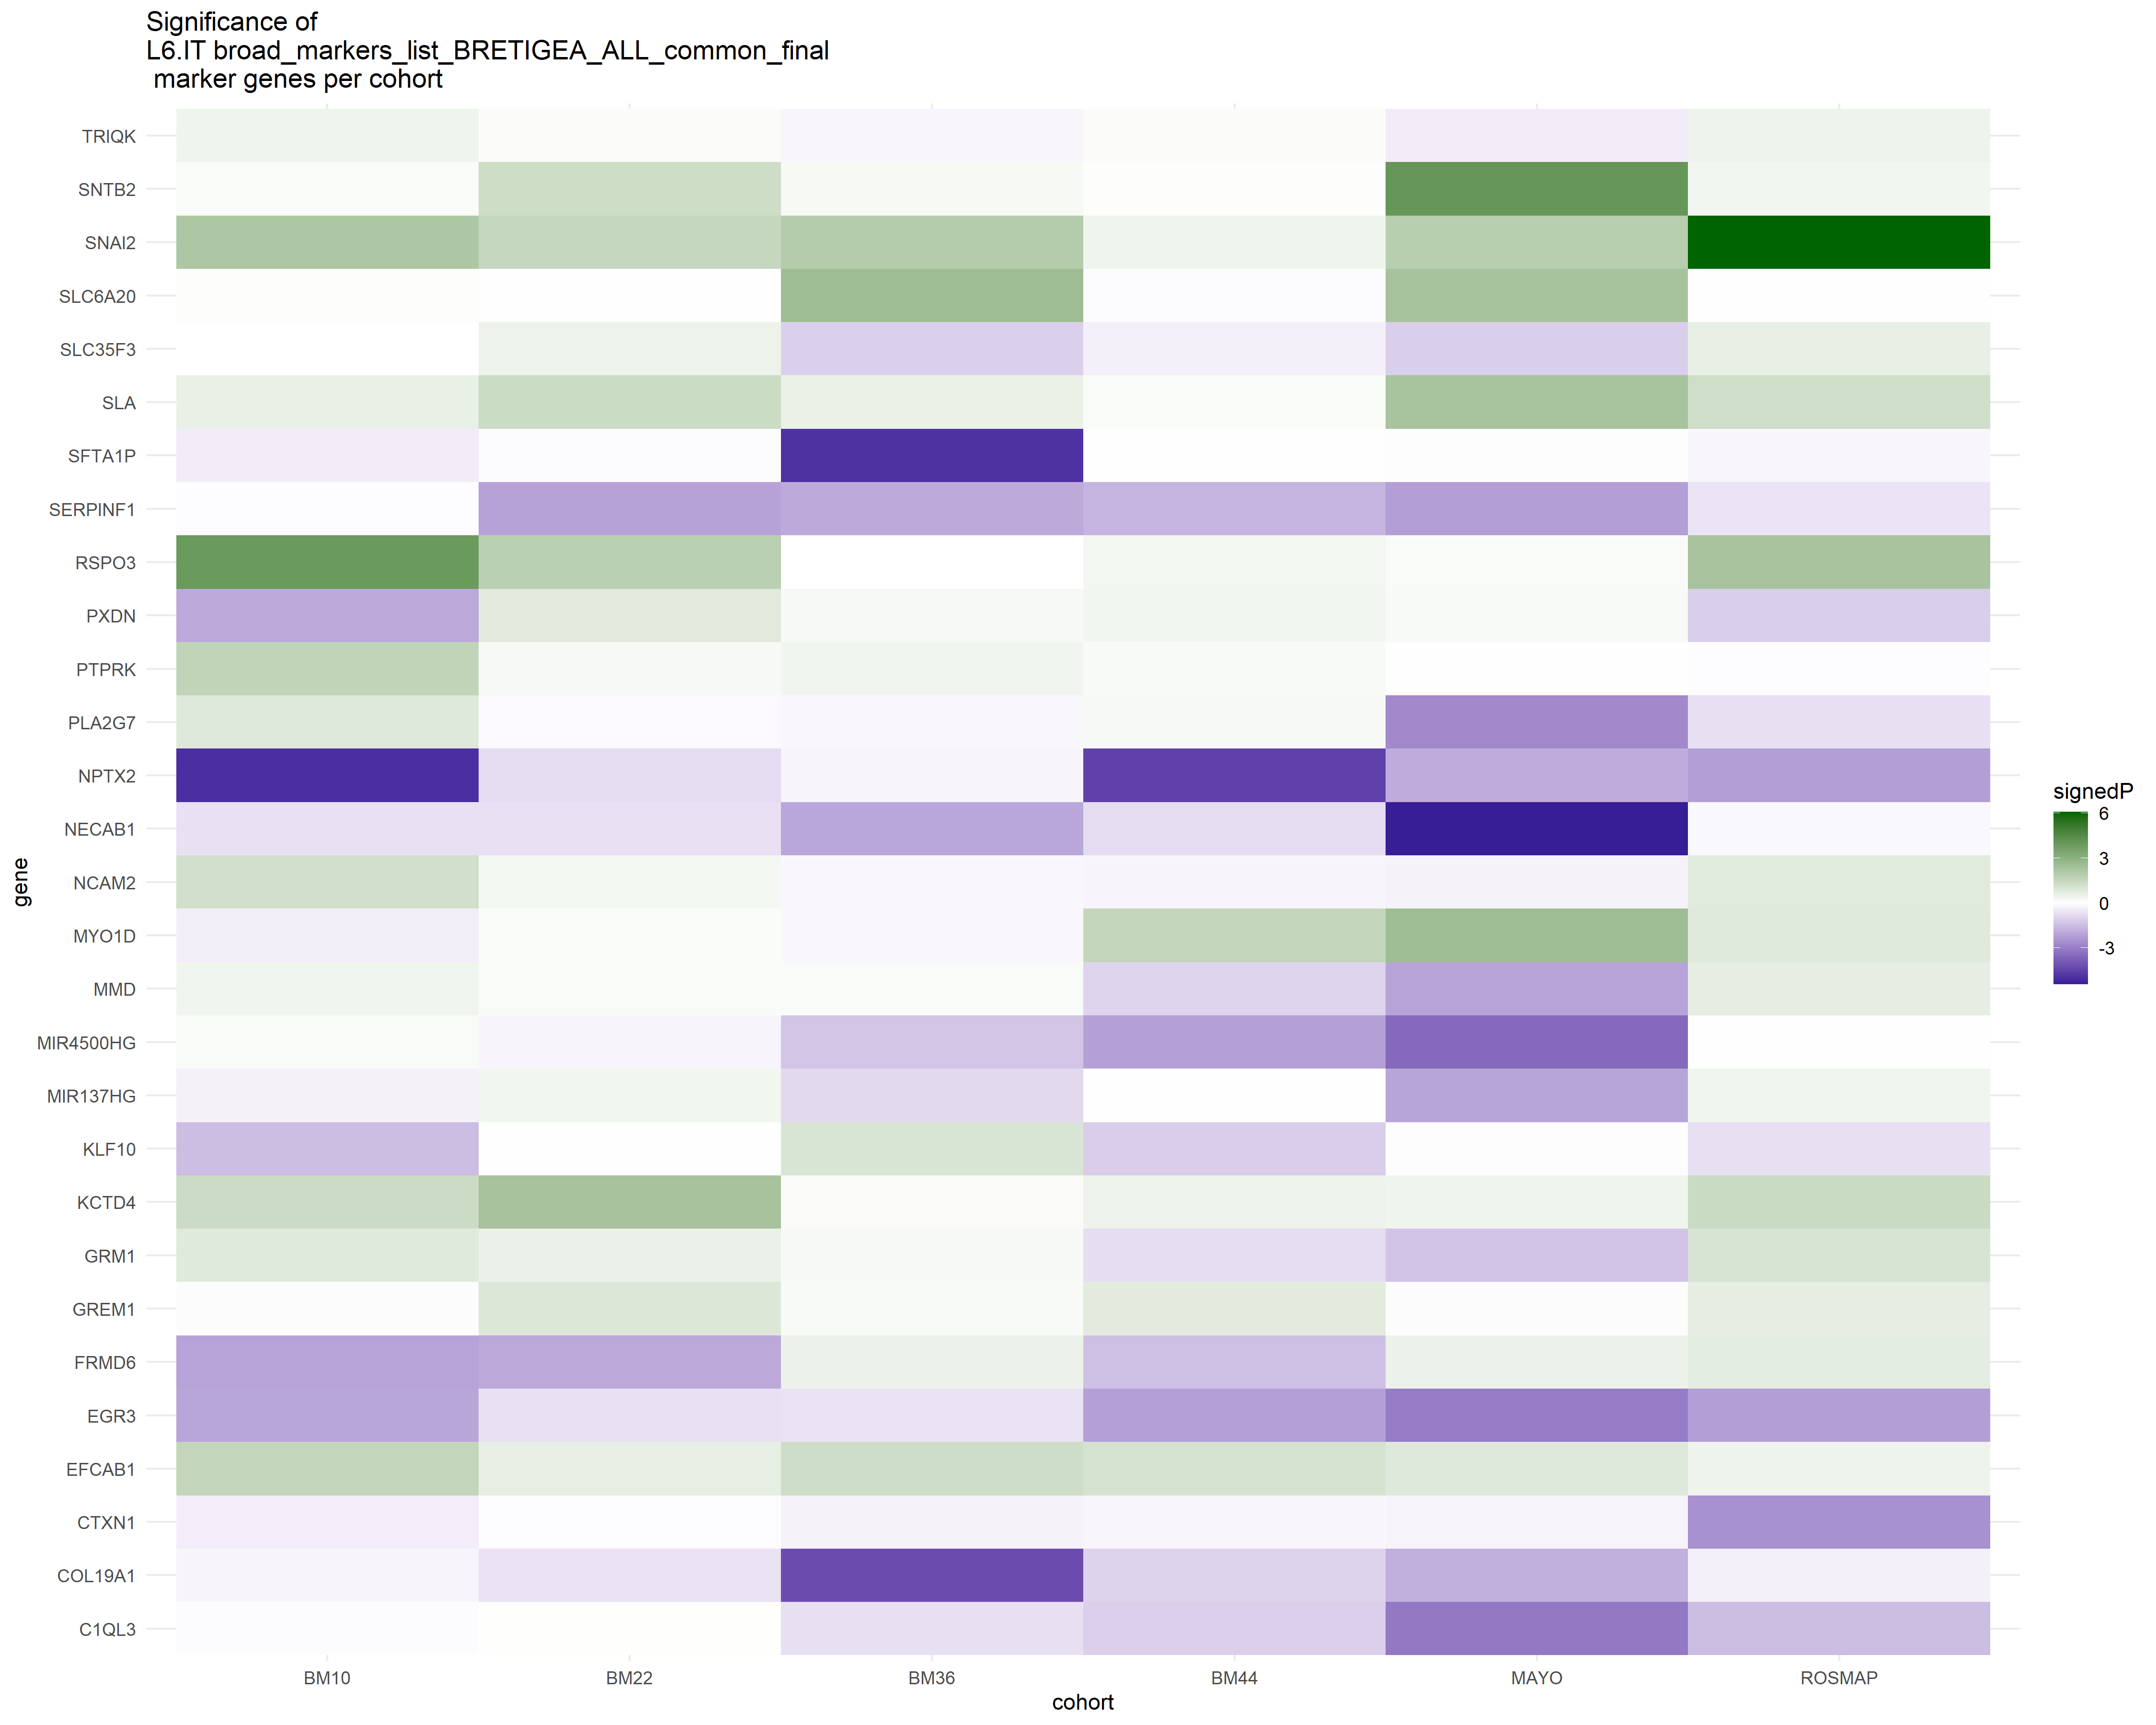 Significance of
L6.IT broad_markers_list_BRETIGEA_ALL_common_final
marker genes per cohort
TRIQK
SNTB2
SNAI2
SLC6A20
SLC35F3
SLA
SFTA1P
SERPINF1
RSPO3
PXDN
PTPRK
PLA2G7
NPTX2
NECAB1
NCAM2
MYO1D
MMD
MIR4500HG
MIR137HG
KLF10
KCTD4
GRM1
GREM1
FRMD6
EGR3
EFCAB1
CTXN1
COL19A1
C1QL3
gene
BM10 BM22 BM36 BM44 MAYO ROSMAP
cohort
signedP
6
3
0
-3